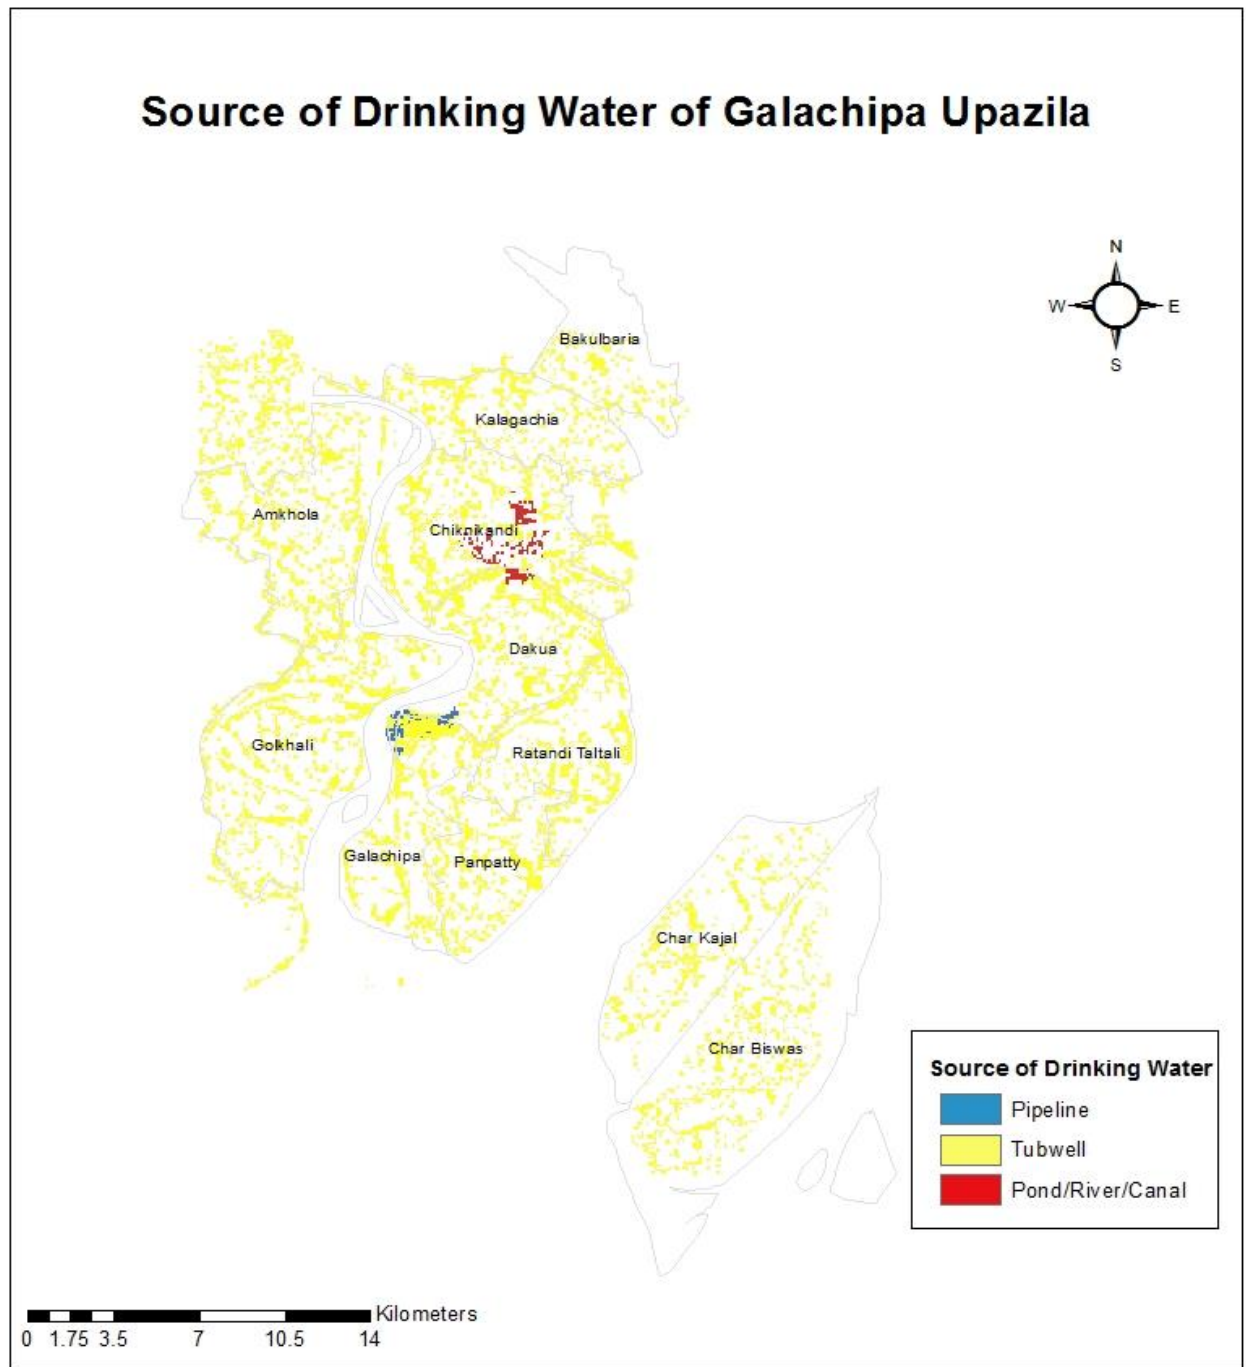 Source of Drinking Water of Galachipa Upazila
N
W E
S
Bakulbaria
Kalagachia
Amkhola
Chiknikandi
Dakua
Golkhali
Ratandi Taltali
Galachipa
Panpatty
Char Kajal
Char Biswas
Source of Drinking Water
Pipeline
Tubwell
Pond/River/Canal
Kilometers
0 1.75 3.5 7 10.5 14